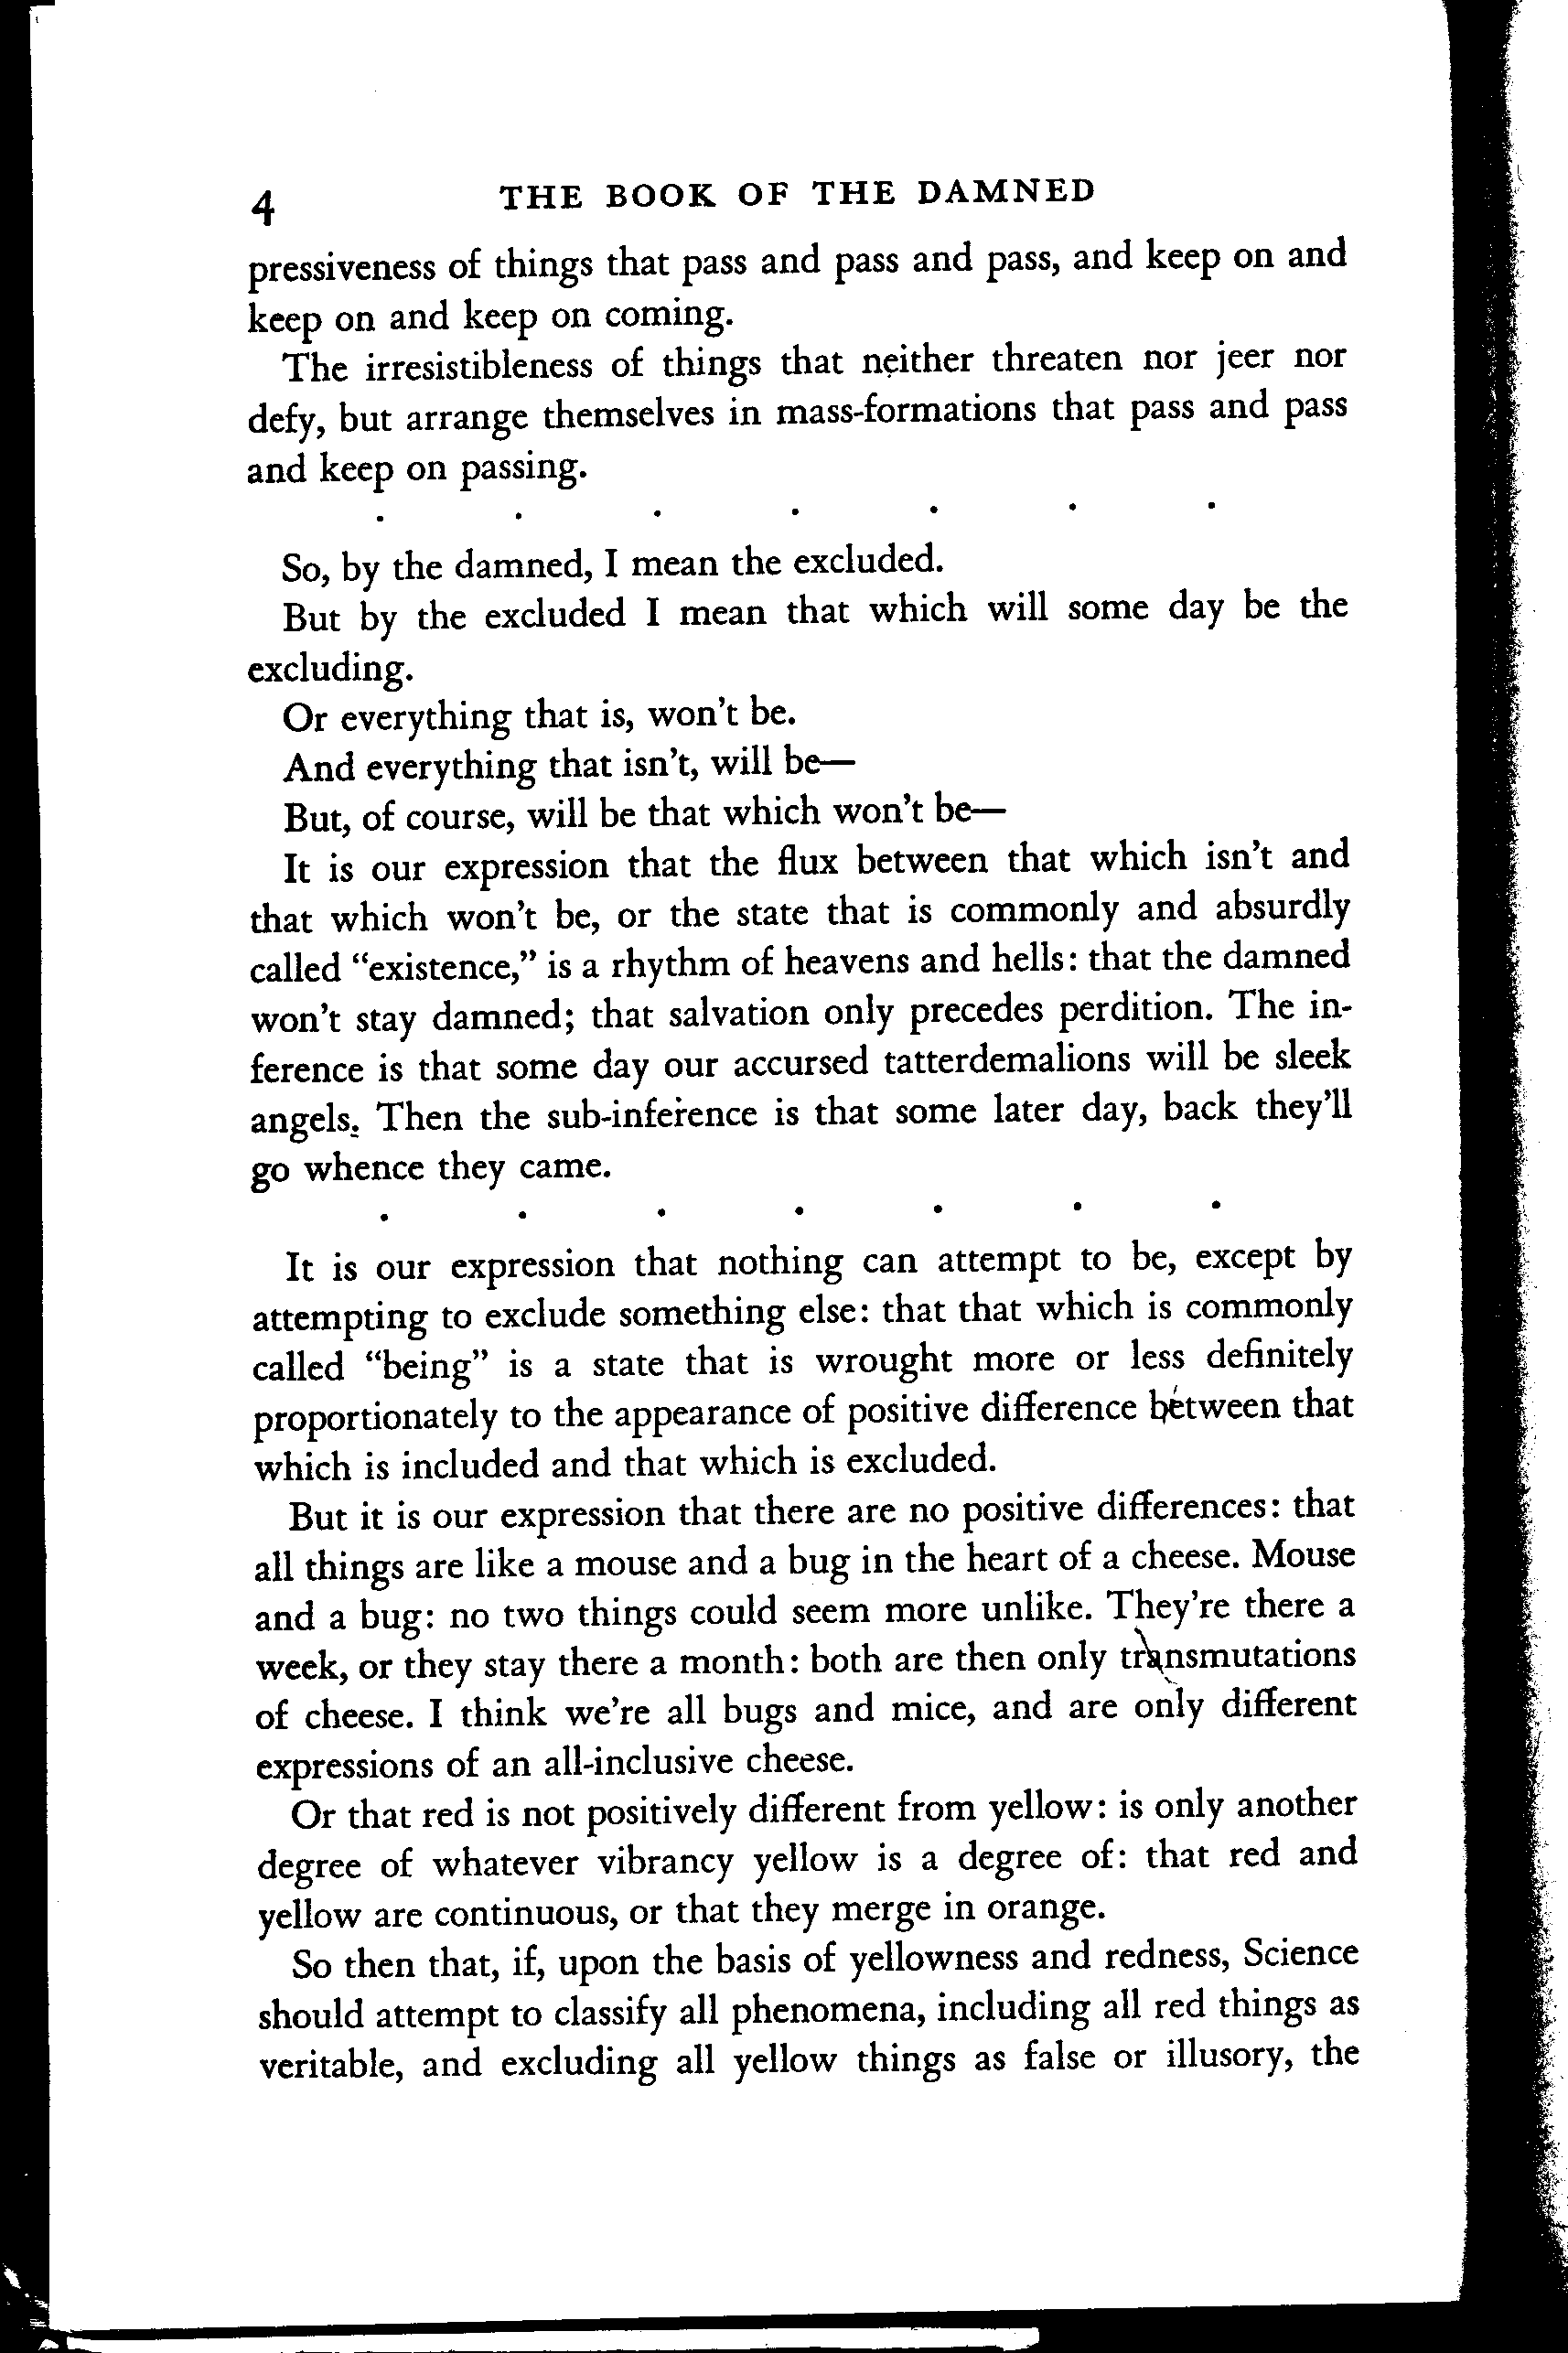 4 THE BOOK OF THE DAMNED
pressiveness of things that pass and pass and pass, and keep on and
keep on and keep on coming.
The irresistibleness of things that neither threaten nor jeer nor
defy, but arrange themselves in mass-formations that pass and pass
and keep on passing.
. . . . . . .
So, by the damned, I mean the excluded.
But by the excluded I mean that which will some day be the
excluding.
Or everything that is, won't be.
And everything that isn't, will be—
But, of course, will be that which won't be—
It is our expression that the flux between that which isn't and
that which won't be, or the state that is commonly and absurdly
called "existence," is a rhythm of heavens and hells: that the damned
won't stay damned; that salvation only precedes perdition. The in-
ference is that some day our accursed tatterdemalions will be sleek
angels. Then the sub-inference is that some later day, back they'll
go whence they came.
. . . . . . .
It is our expression that nothing can attempt to be, except by
attempting to exclude something else: that that which is commonly
called "being" is a state that is wrought more or less definitely
proportionately to the appearance of positive difference between that
which is included and that which is excluded.
But it is our expression that there are no positive differences: that
all things are like a mouse and a bug in the heart of a cheese. Mouse
and a bug: no two things could seem more unlike. They're there a
week, or they stay there a month: both are then only transmutations
of cheese. I think we're all bugs and mice, and are only different
expressions of an all-inclusive cheese.
Or that red is not positively different from yellow: is only another
degree of whatever vibrancy yellow is a degree of: that red and
yellow are continuous, or that they merge in orange.
So then that, if, upon the basis of yellowness and redness, Science
should attempt to classify all phenomena, including all red things as
veritable, and excluding all yellow things as false or illusory, the